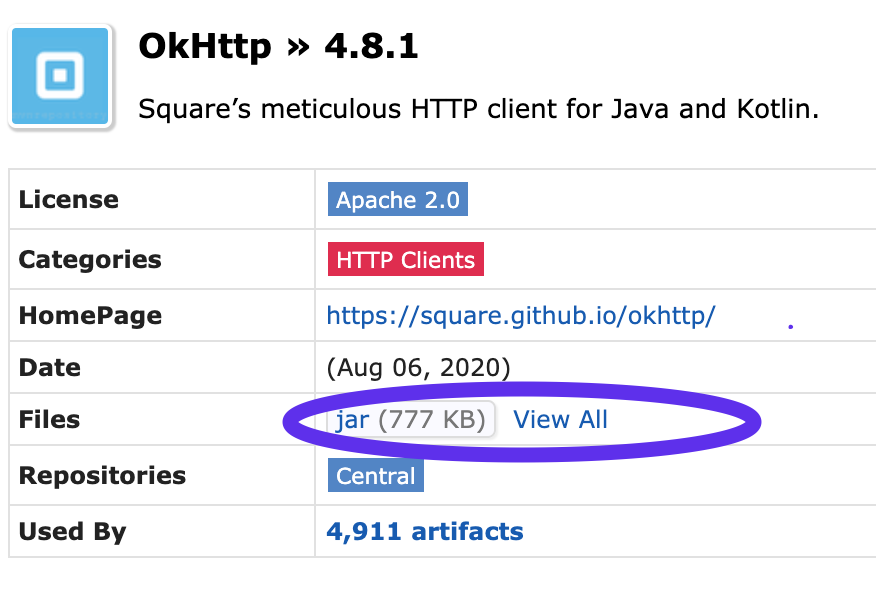 OkHttp » 4.8.1
Square’s meticulous HTTP client for Java and Kotlin.
License Apache 2.0
Categories HTTP Clients
HomePage https://square.github.io/okhttp/
Date (Aug 06, 2020)
Files jar (777 KB) View All
Repositories Central
Used By 4,911 artifacts